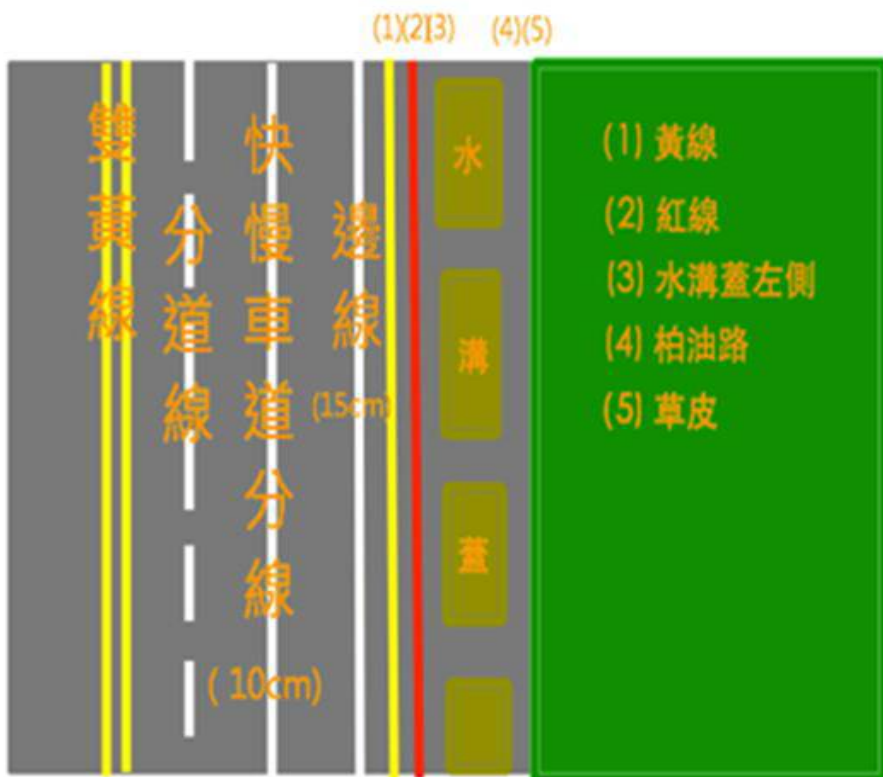 (1)(2)(3) (4)(5)
雙黃線
分道線
快慢車道分線
( 10cm)
邊線
(15cm)
水
溝
蓋
(1) 黃線
(2) 紅線
(3) 水溝蓋左側
(4) 柏油路
(5) 草皮